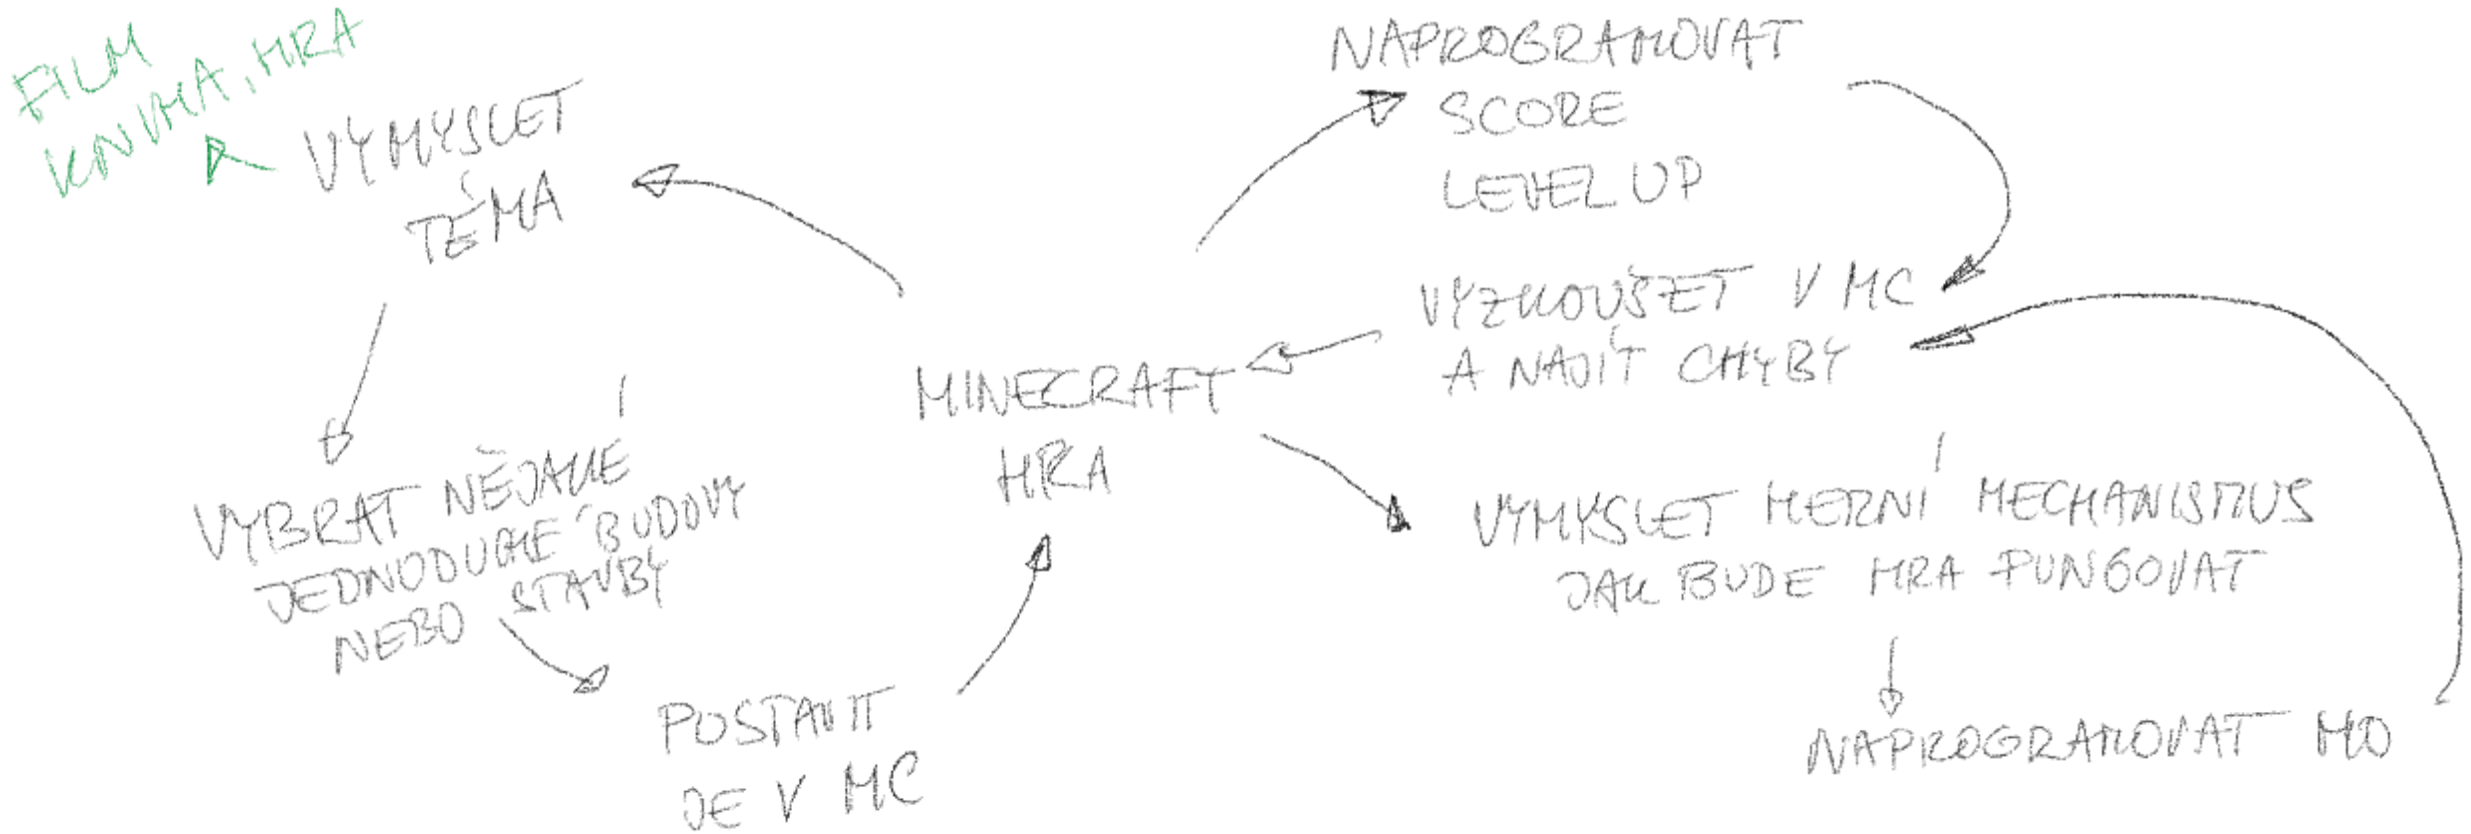 FILM
KNIHA, HRA
VYMYSLET
TÉMA
VYBRAT NĚJAKÉ
JEDNODUCHÉ BUDOVY
NEBO STAVBY
POSTAVIT
JE V MC
MINECRAFT
HRA
NAPROGRAMOVAT
SCORE
LEVEL UP
VYZKOUŠET V MC
A NAJÍT CHYBY
VYMYSLET HERNÍ MECHANISMUS
JAK BUDE HRA FUNGOVAT
NAPROGRAMOVAT HO